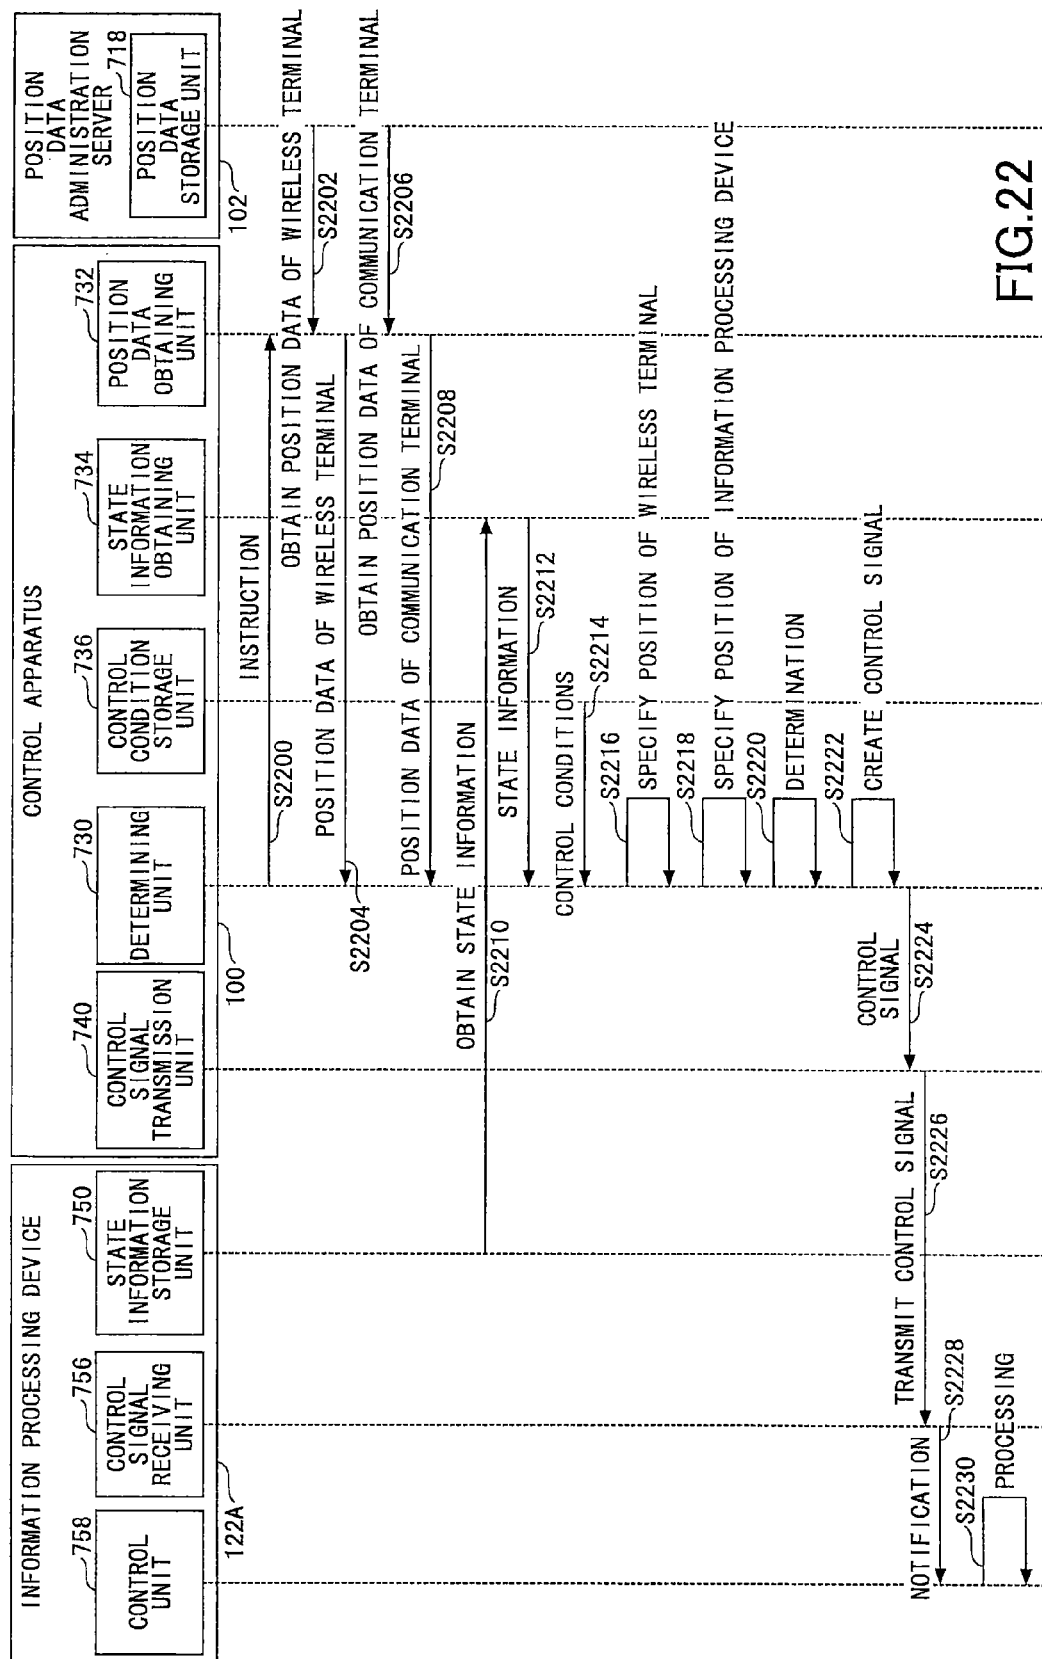 INFORMATION PROCESSING DEVICE
758
CONTROL
UNIT
756
CONTROL
SIGNAL
RECEIVING
UNIT
750
STATE
INFORMATION
STORAGE
UNIT
122A
CONTROL APPARATUS
740
CONTROL
SIGNAL
TRANSMISSION
UNIT
730
DETERMINING
UNIT
736
CONTROL
CONDITION
STORAGE
UNIT
734
STATE
INFORMATION
OBTAINING
UNIT
732
POSITION
DATA
OBTAINING
UNIT
100
POSITION
DATA
ADMINISTRATION
SERVER
718
POSITION
DATA
STORAGE UNIT
102
INSTRUCTION
S2200
OBTAIN POSITION DATA OF WIRELESS TERMINAL
S2202
POSITION DATA OF WIRELESS TERMINAL
S2204
OBTAIN POSITION DATA OF COMMUNICATION TERMINAL
S2206
POSITION DATA OF COMMUNICATION TERMINAL
S2208
OBTAIN STATE INFORMATION
S2210
STATE INFORMATION
S2212
CONTROL CONDITIONS
S2214
S2216
SPECIFY POSITION OF WIRELESS TERMINAL
S2218
SPECIFY POSITION OF INFORMATION PROCESSING DEVICE
S2220
DETERMINATION
S2222
CREATE CONTROL SIGNAL
CONTROL
SIGNAL
S2224
TRANSMIT CONTROL SIGNAL
S2226
NOTIFICATION
S2228
S2230
PROCESSING
FIG.22